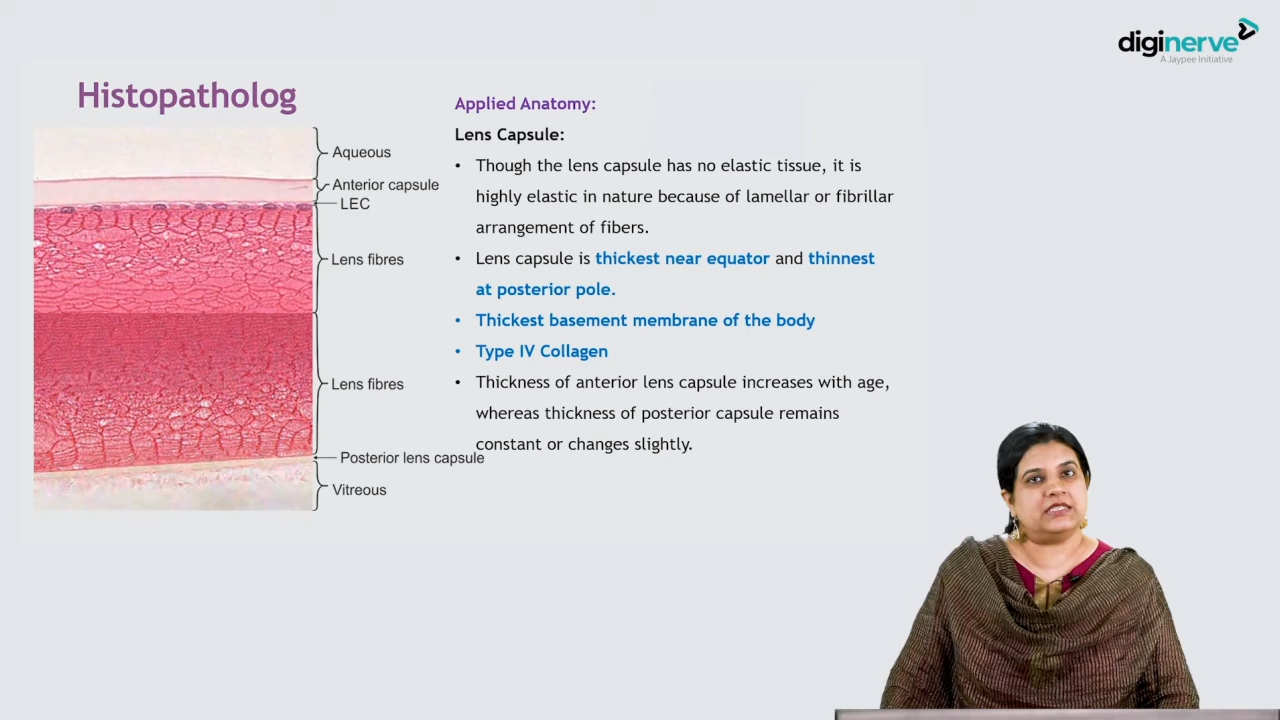 diginerve
A Jaypee Initiative
Histopatholog
Aqueous
Anterior capsule
LEC
Lens fibres
Lens fibres
Posterior lens capsule
Vitreous
Applied Anatomy:
Lens Capsule:
• Though the lens capsule has no elastic tissue, it is
highly elastic in nature because of lamellar or fibrillar
arrangement of fibers.
• Lens capsule is thickest near equator and thinnest
at posterior pole.
• Thickest basement membrane of the body
• Type IV Collagen
• Thickness of anterior lens capsule increases with age,
whereas thickness of posterior capsule remains
constant or changes slightly.